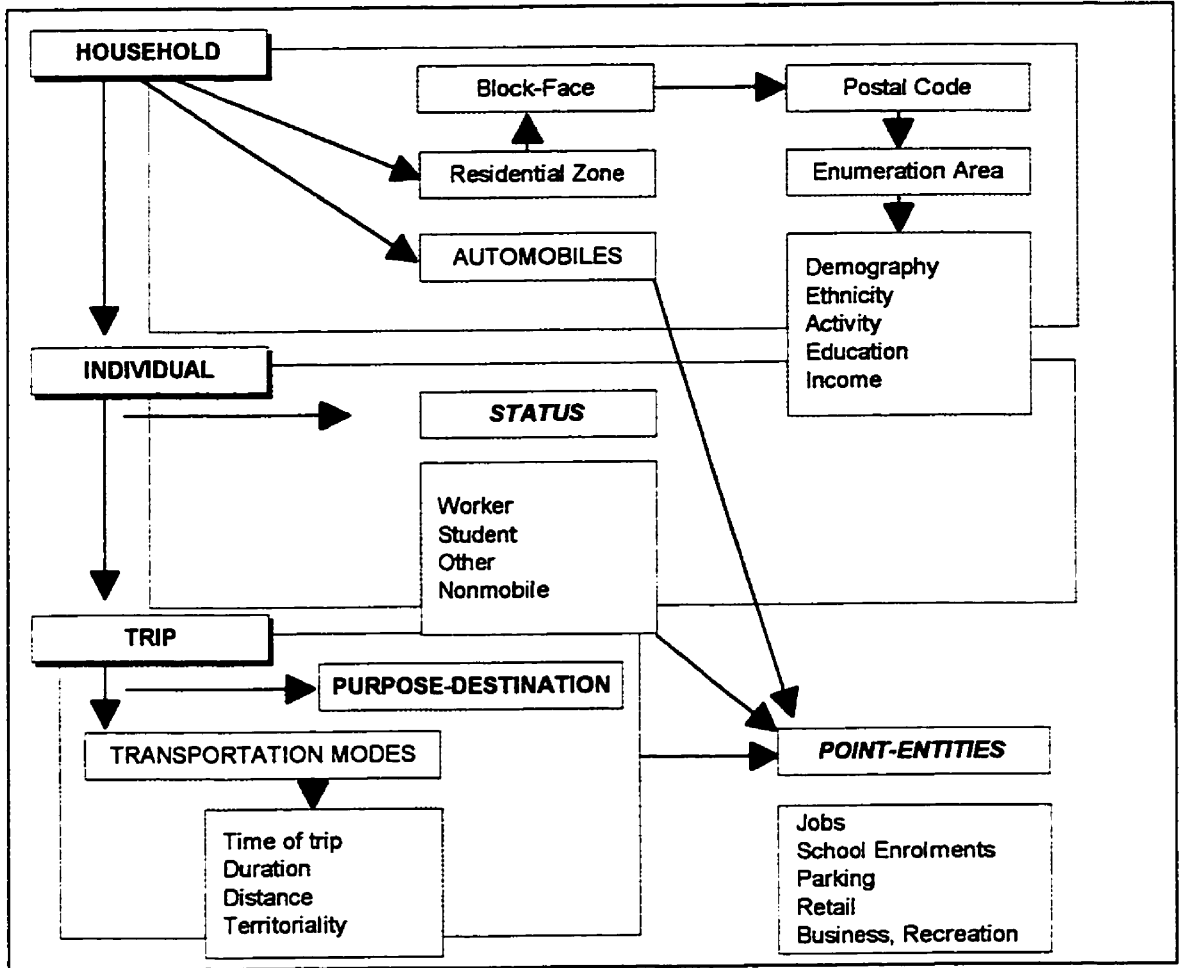 HOUSEHOLD
Block-Face
Postal Code
Residential Zone
Enumeration Area
AUTOMOBILES
Demography
Ethnicity
Activity
Education
Income
INDIVIDUAL
STATUS
Worker
Student
Other
Nonmobile
TRIP
PURPOSE-DESTINATION
TRANSPORTATION MODES
POINT-ENTITIES
Time of trip
Duration
Distance
Territoriality
Jobs
School Enrolments
Parking
Retail
Business, Recreation